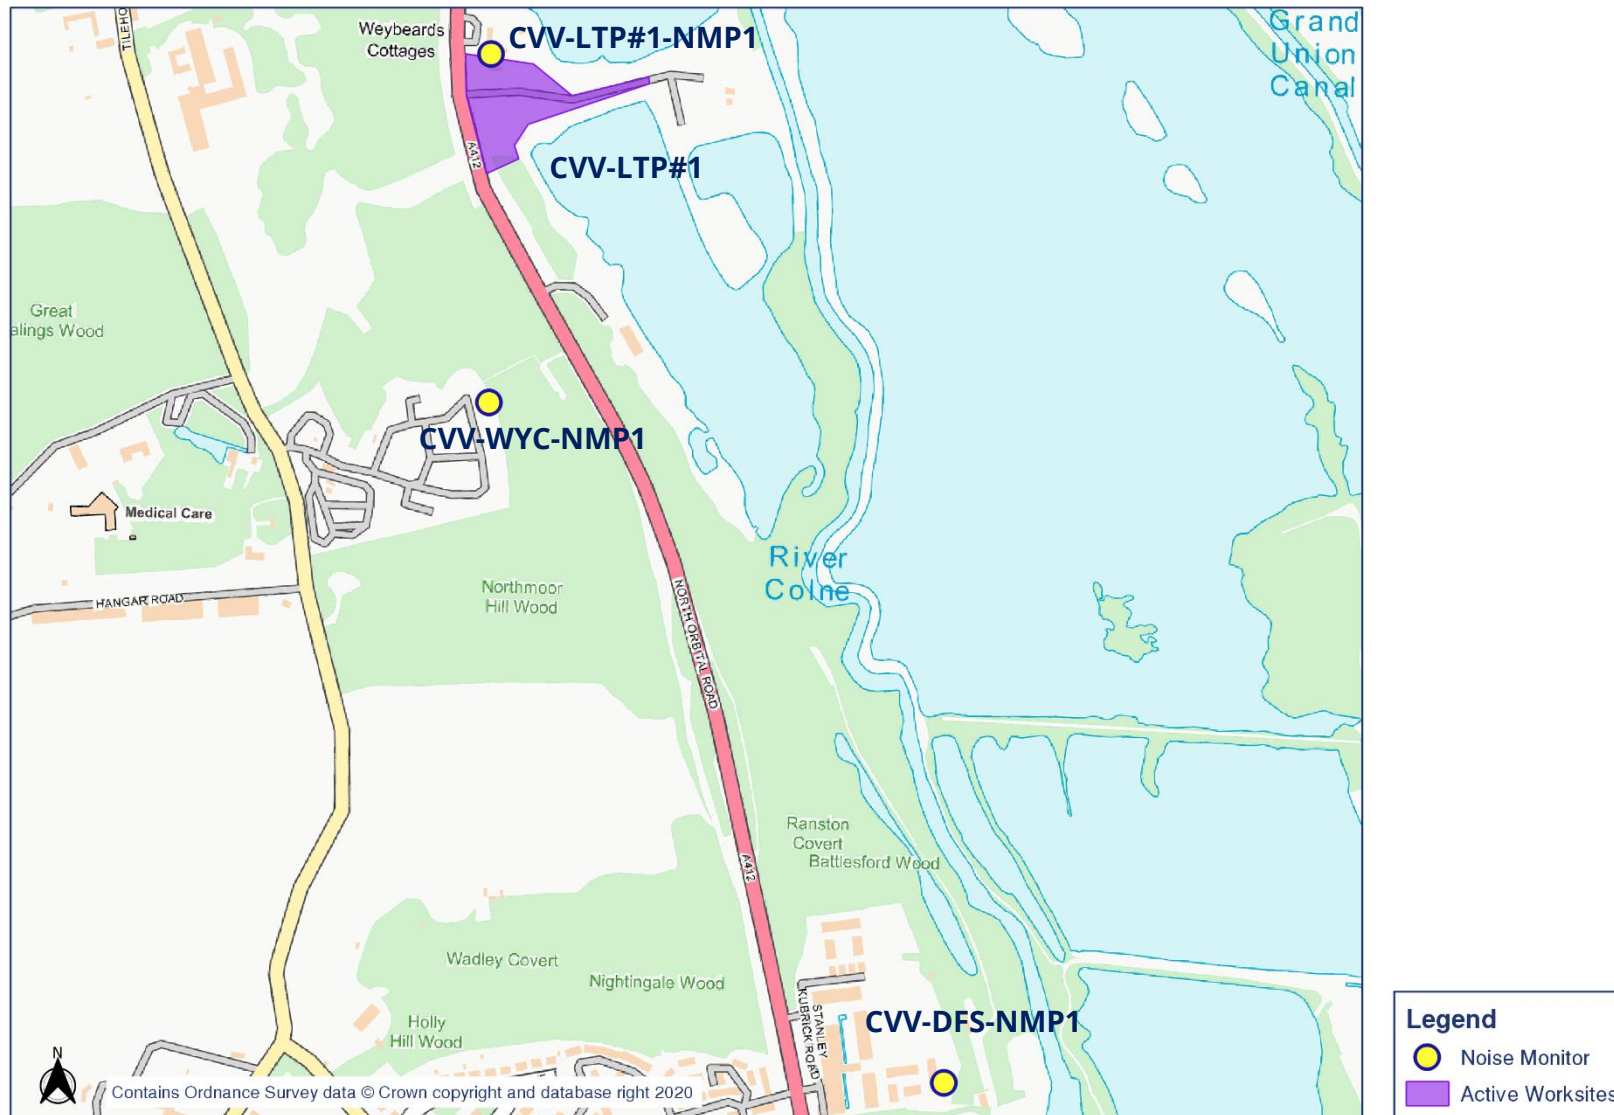 TILEHO
Weybeards
Cottages
CVV-LTP#1-NMP1
Grand
Union
Canal
A412
CVV-LTP#1
Great
alings Wood
CVV-WYC-NMP1
Medical Care
River
Colne
Northmoor
Hill Wood
HANGAR ROAD
NORTH ORBITAL ROAD
Ranston
Covert
Battlesford Wood
A412
Wadley Covert
Nightingale Wood
STANLEY
KUBRICK ROAD
CVV-DFS-NMP1
Holly
Hill Wood
N
Contains Ordnance Survey data © Crown copyright and database right 2020
Legend
Noise Monitor
Active Worksites